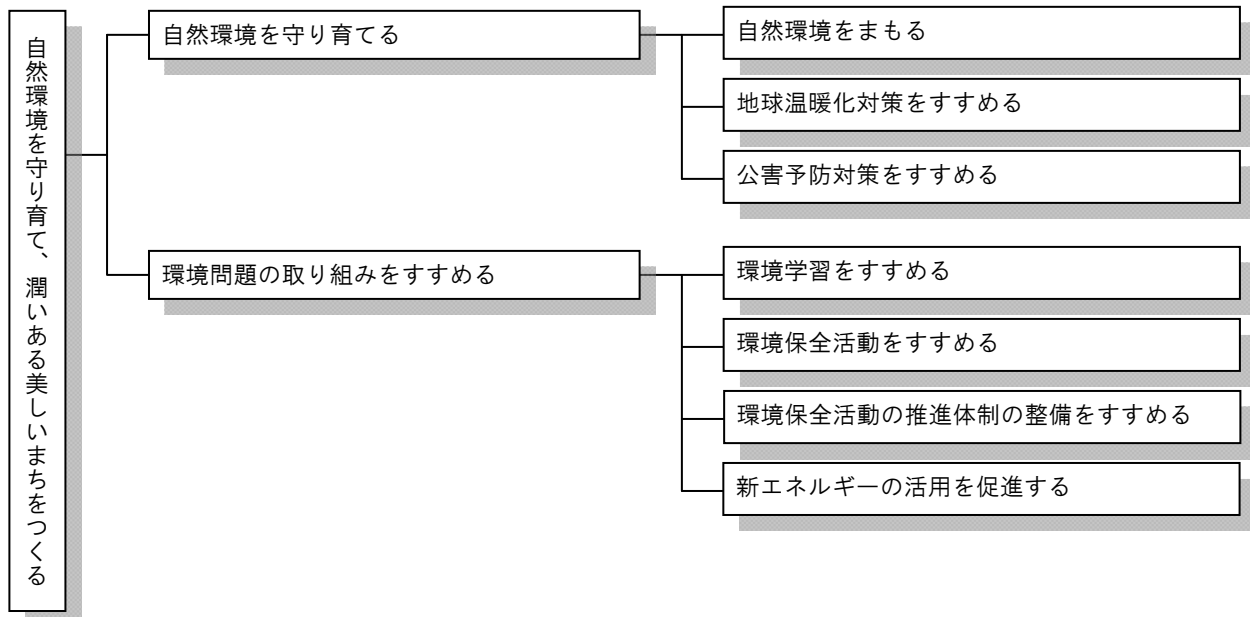 自然環境を守り育て、潤いある美しいまちをつくる
自然環境を守り育てる
自然環境をまもる
地球温暖化対策をすすめる
公害予防対策をすすめる
環境問題の取り組みをすすめる
環境学習をすすめる
環境保全活動をすすめる
環境保全活動の推進体制の整備をすすめる
新エネルギーの活用を促進する